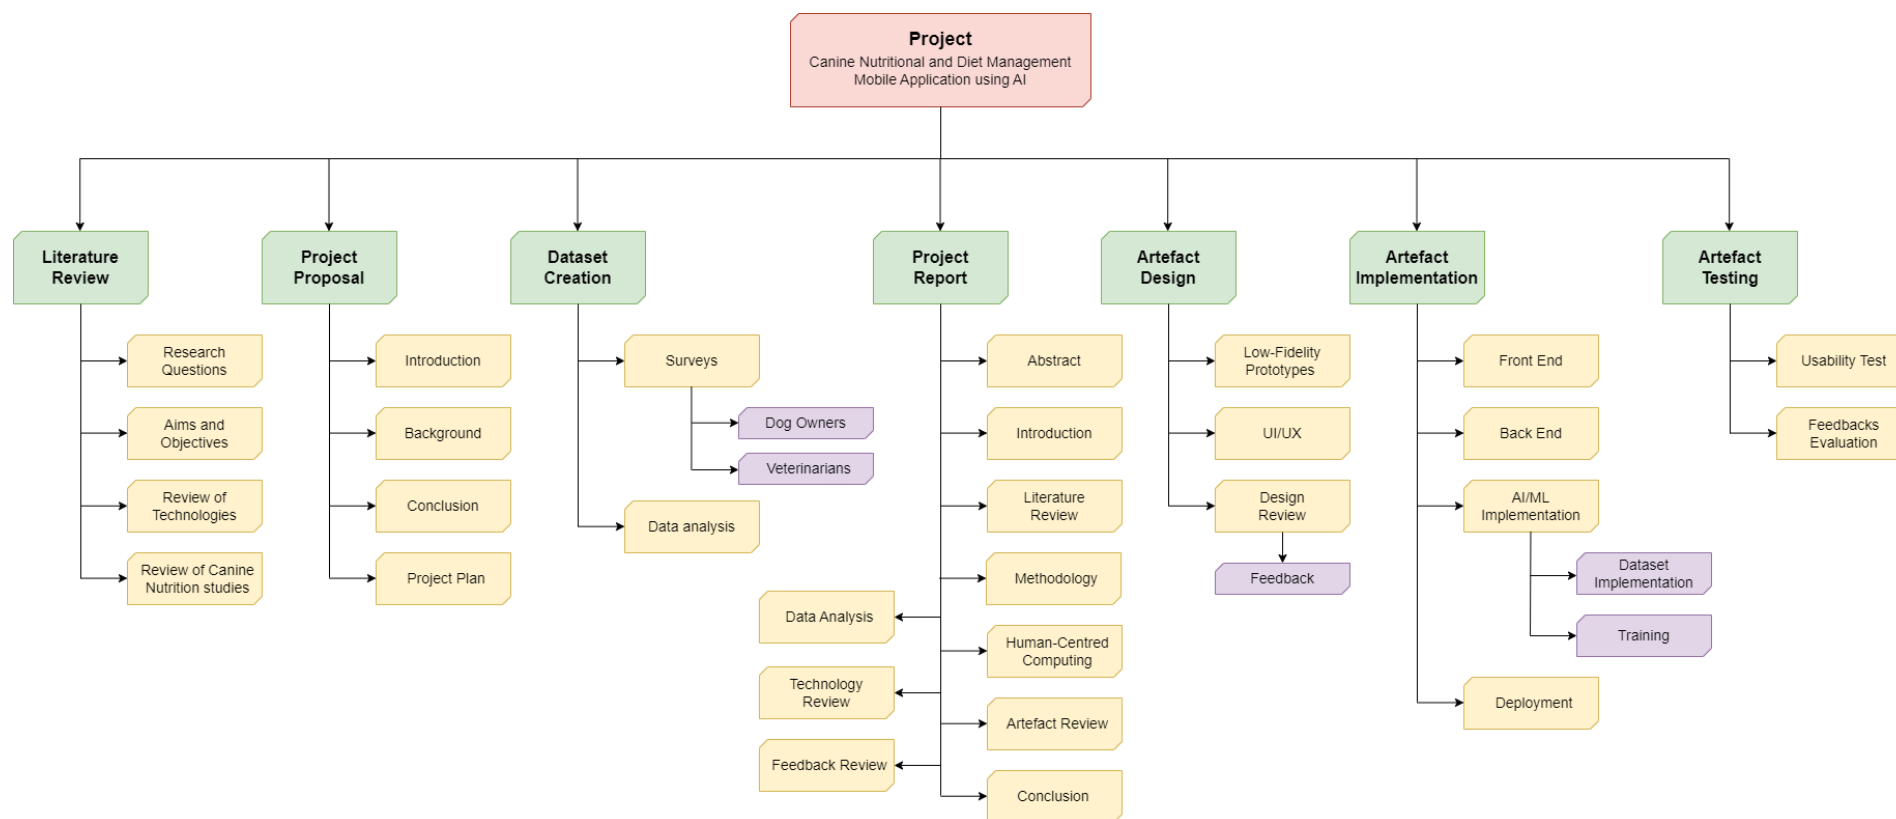 Project
Canine Nutritional and Diet Management
Mobile Application using AI
Literature
Review
Research
Questions
Aims and
Objectives
Review of
Technologies
Review of Canine
Nutrition studies
Project
Proposal
Introduction
Background
Conclusion
Project Plan
Dataset
Creation
Surveys
Dog Owners
Veterinarians
Data analysis
Project
Report
Abstract
Introduction
Literature
Review
Methodology
Data Analysis
Human-Centred
Computing
Technology
Review
Artefact Review
Feedback Review
Conclusion
Artefact
Design
Low-Fidelity
Prototypes
UI/UX
Design
Review
Feedback
Artefact
Implementation
Front End
Back End
AI/ML
Implementation
Dataset
Implementation
Training
Deployment
Artefact
Testing
Usability Test
Feedbacks
Evaluation